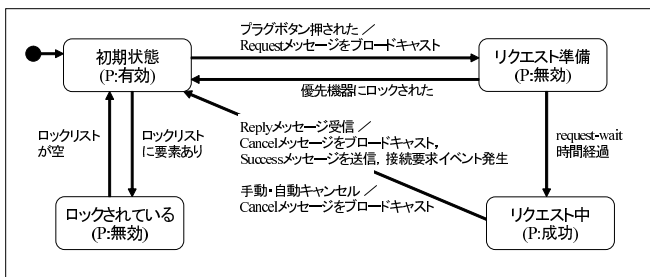 プラグボタン押された／
Requestメッセージをブロードキャスト
初期状態
(P:有効)
リクエスト準備
(P:無効)
優先機器にロックされた
ロックリスト
が空
ロックリスト
に要素あり
Replyメッセージ受信／
Cancelメッセージをブロードキャスト，
Successメッセージを送信，接続要求イベント発生
request-wait
時間経過
手動・自動キャンセル／
Cancelメッセージをブロードキャスト
ロックされている
(P:無効)
リクエスト中
(P:成功)